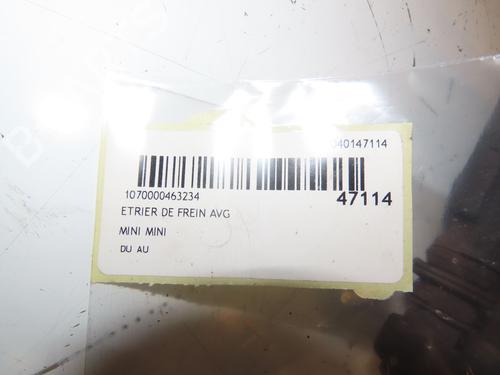 040147114
1070000463234
47114
ETRIER DE FREIN AVG
MINI MINI
DU AU